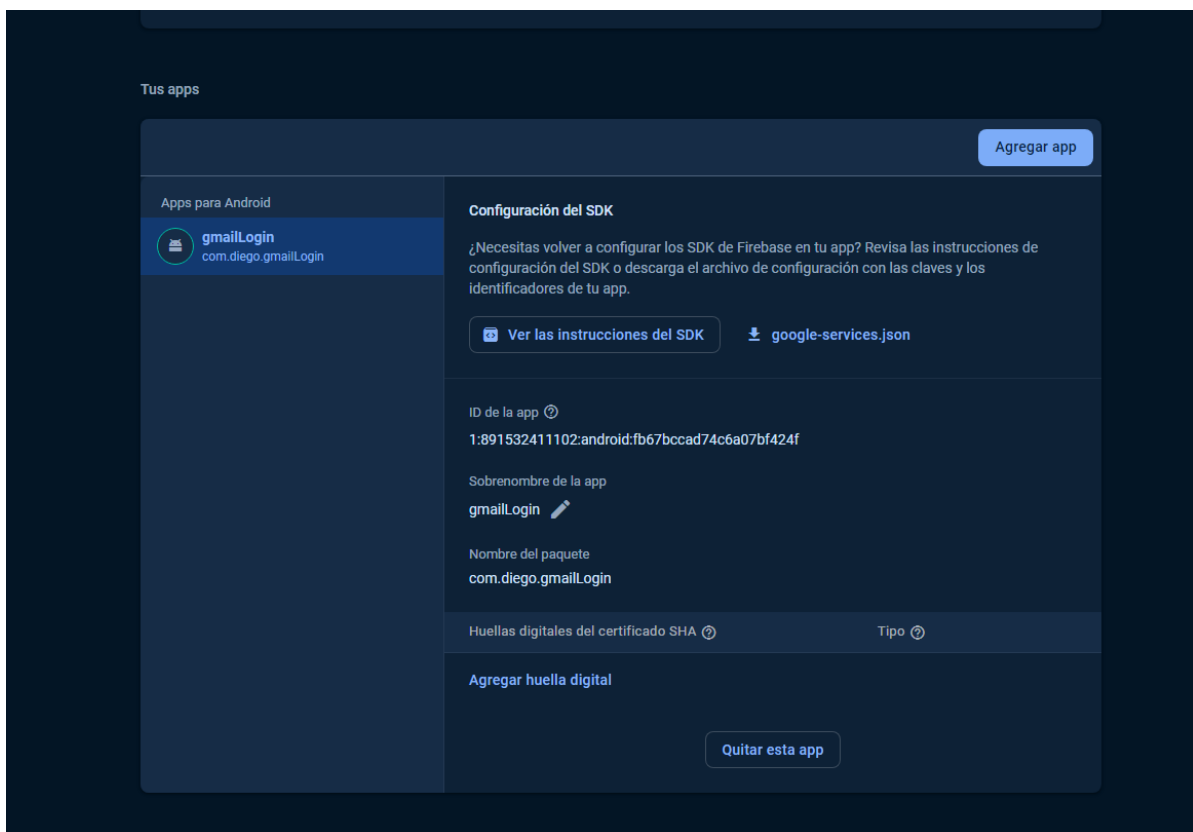 Tus apps
Agregar app
Apps para Android
gmailLogin
com.diego.gmailLogin
Configuración del SDK
¿Necesitas volver a configurar los SDK de Firebase en tu app? Revisa las instrucciones de
configuración del SDK o descarga el archivo de configuración con las claves y los
identificadores de tu app.
Ver las instrucciones del SDK
google-services.json
ID de la app
1:891532411102:android:fb67bccad74c6a07bf424f
Sobrenombre de la app
gmailLogin
Nombre del paquete
com.diego.gmailLogin
Huellas digitales del certificado SHA
Tipo
Agregar huella digital
Quitar esta app